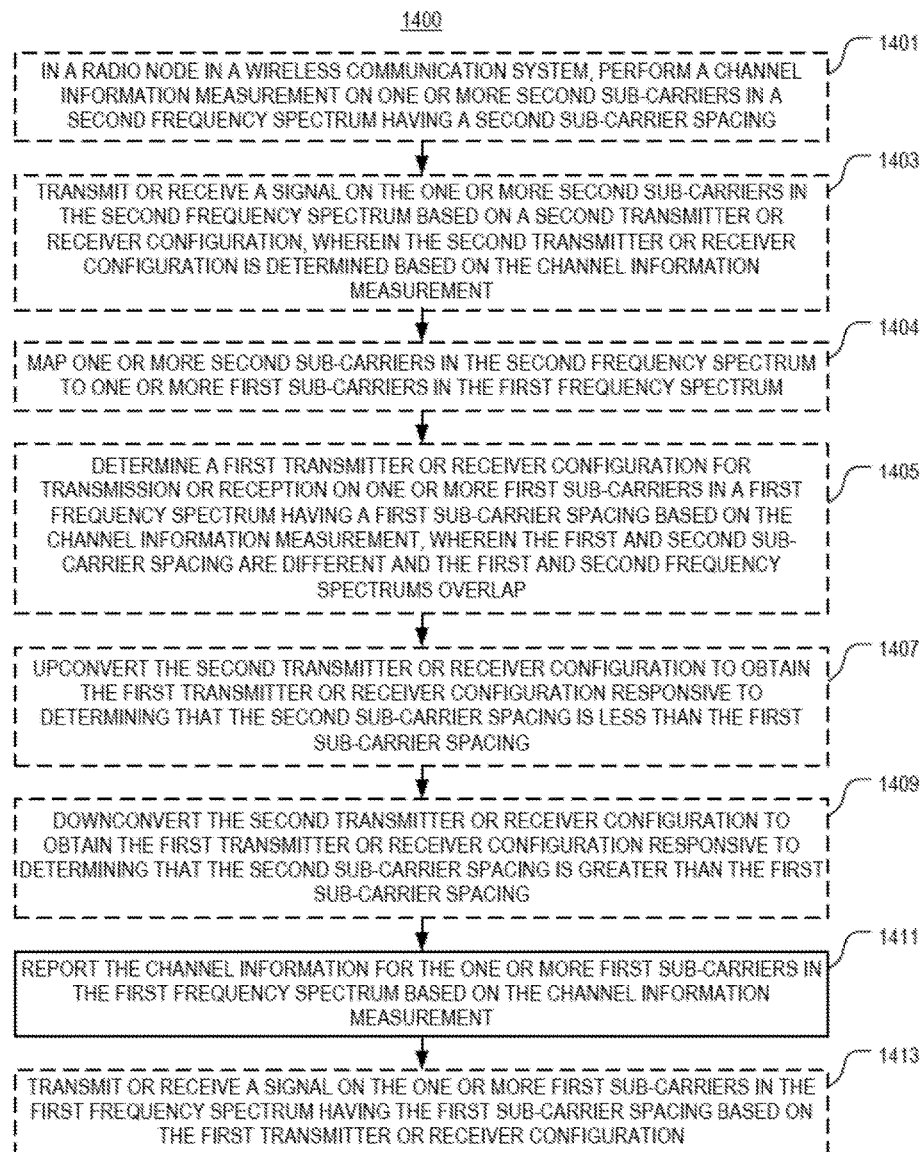 1400
1401
IN A RADIO NODE IN A WIRELESS COMMUNICATION SYSTEM, PERFORM A CHANNEL
INFORMATION MEASUREMENT ON ONE OR MORE SECOND SUB-CARRIERS IN A
SECOND FREQUENCY SPECTRUM HAVING A SECOND SUB-CARRIER SPACING
1403
TRANSMIT OR RECEIVE A SIGNAL ON THE ONE OR MORE SECOND SUB-CARRIERS IN
THE SECOND FREQUENCY SPECTRUM BASED ON A SECOND TRANSMITTER OR
RECEIVER CONFIGURATION, WHEREIN THE SECOND TRANSMITTER OR RECEIVER
CONFIGURATION IS DETERMINED BASED ON THE CHANNEL INFORMATION
MEASUREMENT
1404
MAP ONE OR MORE SECOND SUB-CARRIERS IN THE SECOND FREQUENCY SPECTRUM
TO ONE OR MORE FIRST SUB-CARRIERS IN THE FIRST FREQUENCY SPECTRUM
1405
DETERMINE A FIRST TRANSMITTER OR RECEIVER CONFIGURATION FOR
TRANSMISSION OR RECEPTION ON ONE OR MORE FIRST SUB-CARRIERS IN A FIRST
FREQUENCY SPECTRUM HAVING A FIRST SUB-CARRIER SPACING BASED ON THE
CHANNEL INFORMATION MEASUREMENT, WHEREIN THE FIRST AND SECOND SUB-
CARRIER SPACING ARE DIFFERENT AND THE FIRST AND SECOND FREQUENCY
SPECTRUMS OVERLAP
1407
UPCONVERT THE SECOND TRANSMITTER OR RECEIVER CONFIGURATION TO OBTAIN
THE FIRST TRANSMITTER OR RECEIVER CONFIGURATION RESPONSIVE TO
DETERMINING THAT THE SECOND SUB-CARRIER SPACING IS LESS THAN THE FIRST
SUB-CARRIER SPACING
1409
DOWNCONVERT THE SECOND TRANSMITTER OR RECEIVER CONFIGURATION TO
OBTAIN THE FIRST TRANSMITTER OR RECEIVER CONFIGURATION RESPONSIVE TO
DETERMINING THAT THE SECOND SUB-CARRIER SPACING IS GREATER THAN THE FIRST
SUB-CARRIER SPACING
1411
REPORT THE CHANNEL INFORMATION FOR THE ONE OR MORE FIRST SUB-CARRIERS IN
THE FIRST FREQUENCY SPECTRUM BASED ON THE CHANNEL INFORMATION
MEASUREMENT
1413
TRANSMIT OR RECEIVE A SIGNAL ON THE ONE OR MORE FIRST SUB-CARRIERS IN THE
FIRST FREQUENCY SPECTRUM HAVING THE FIRST SUB-CARRIER SPACING BASED ON
THE FIRST TRANSMITTER OR RECEIVER CONFIGURATION